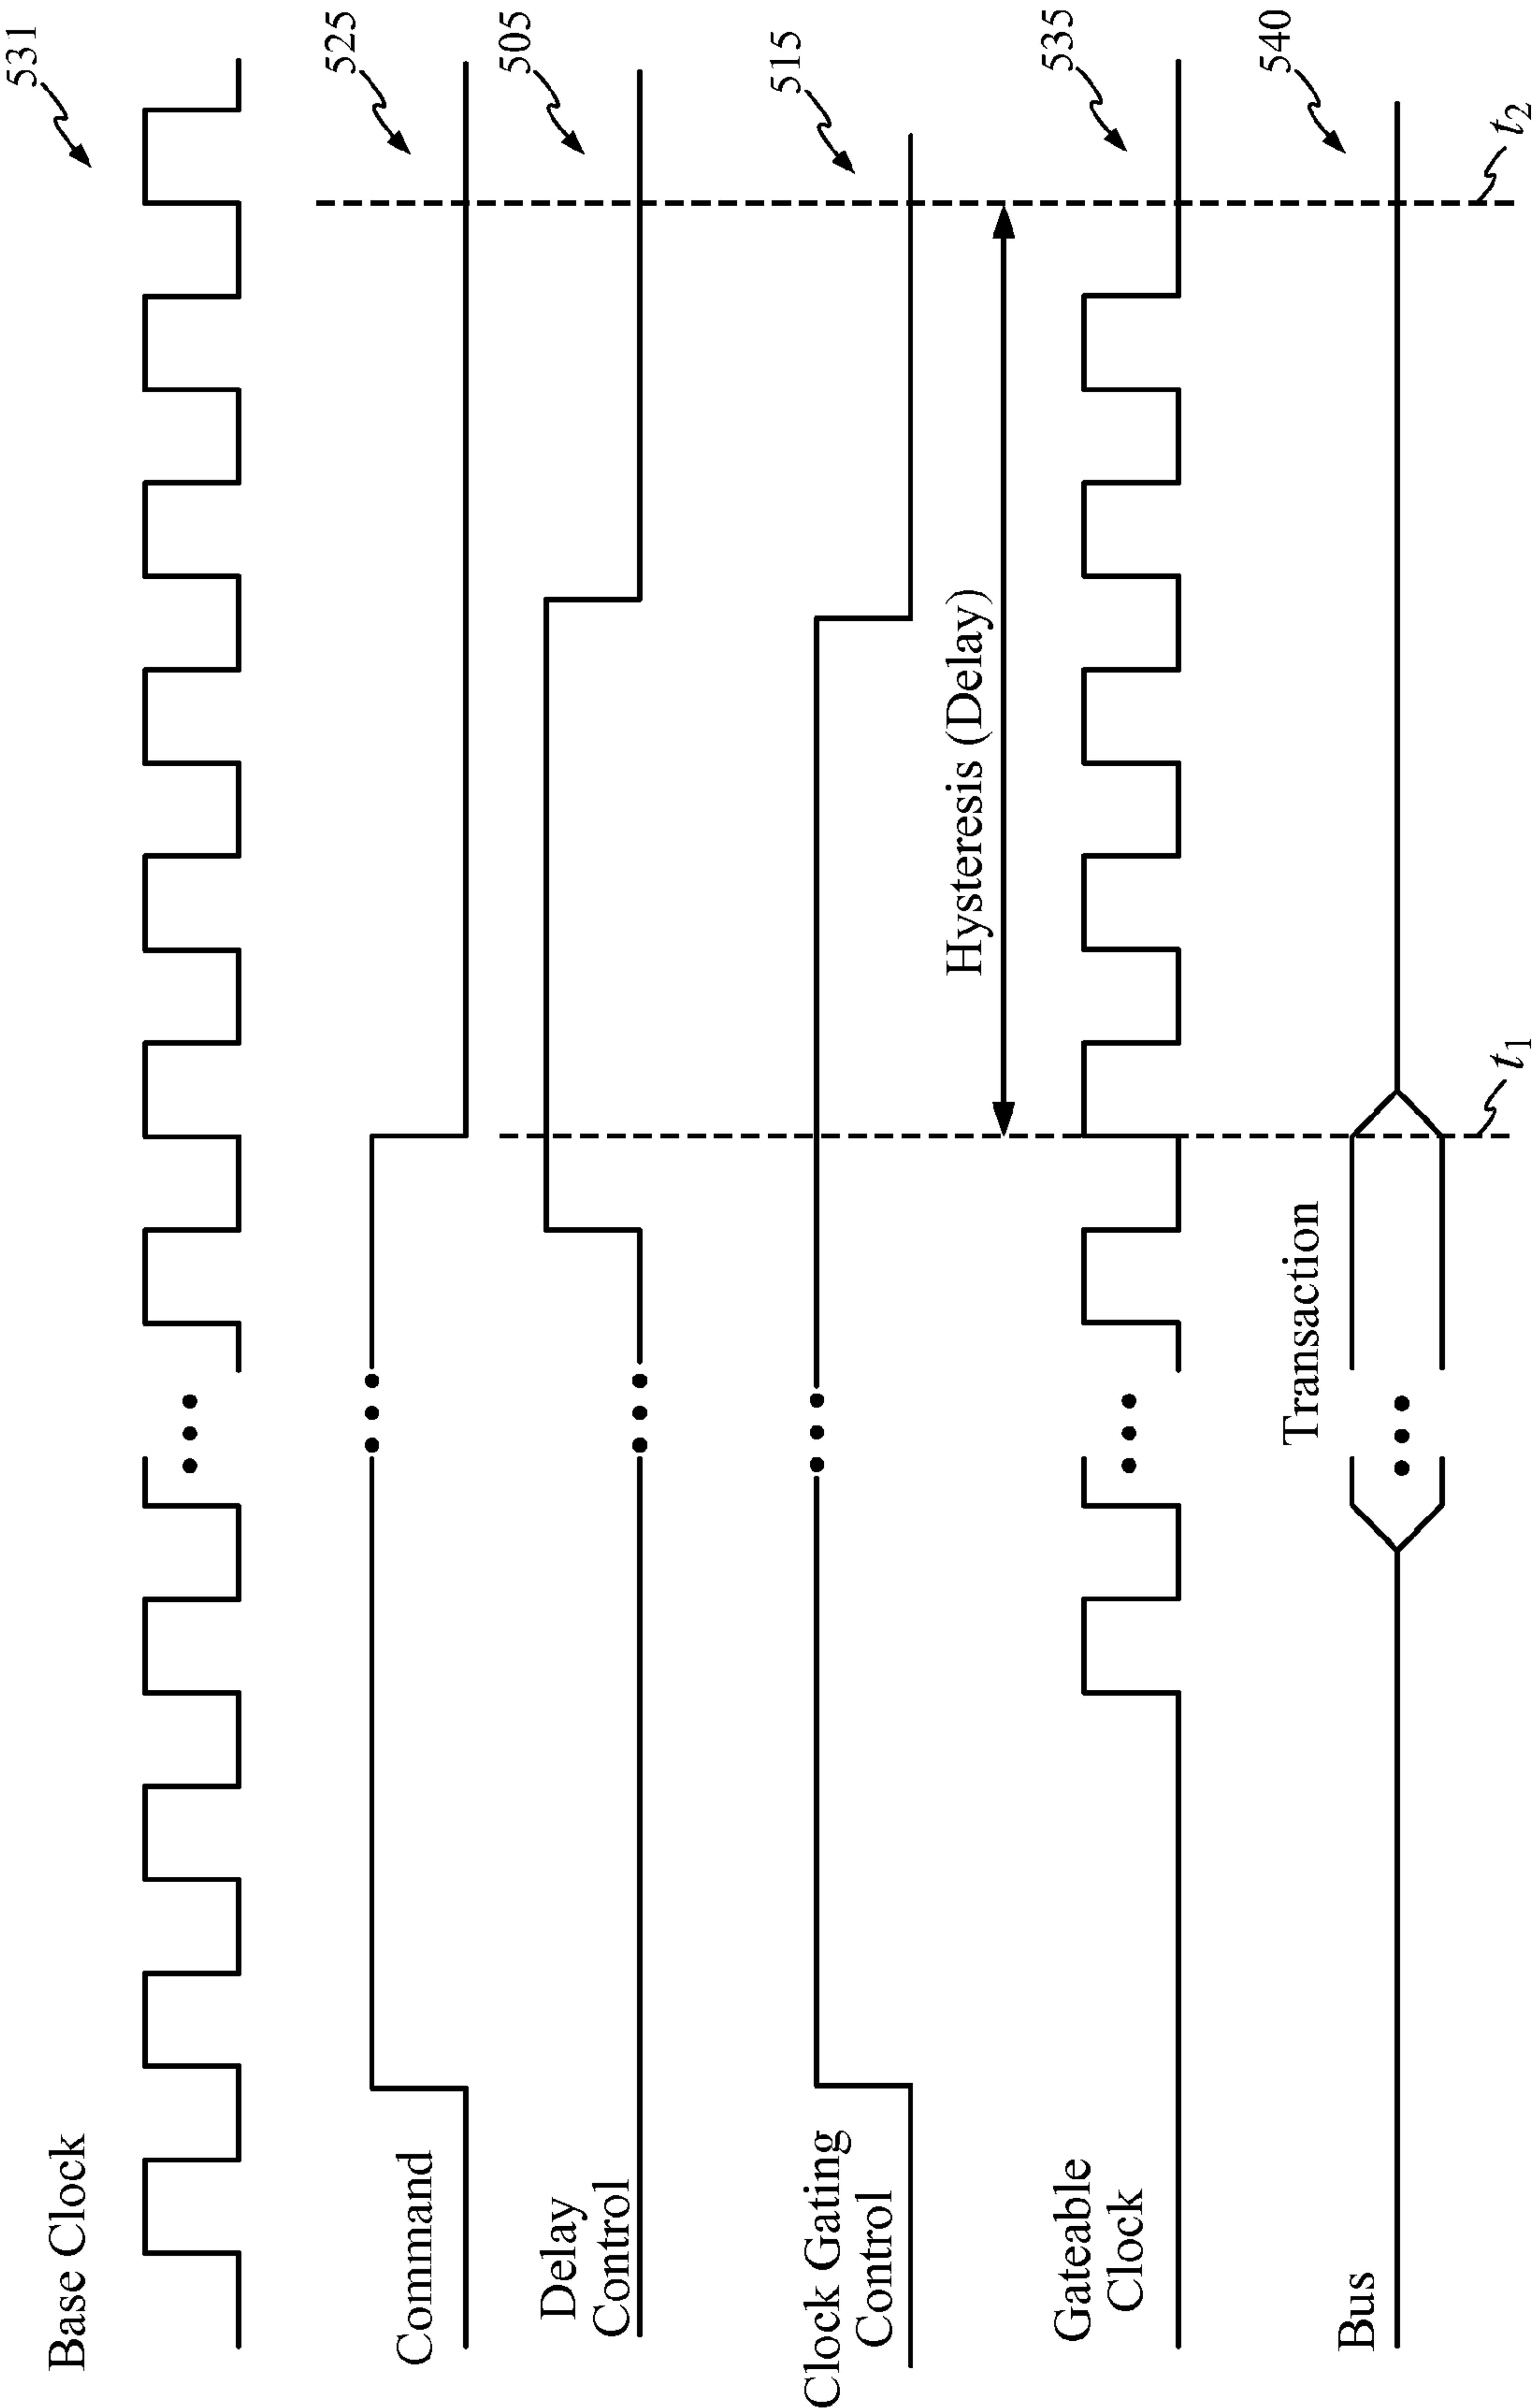 Base Clock
531
Command
525
Delay
Control
505
Clock Gating
Control
515
Hysteresis (Delay)
Gateable
Clock
535
Transaction
Bus
540
t1
t2